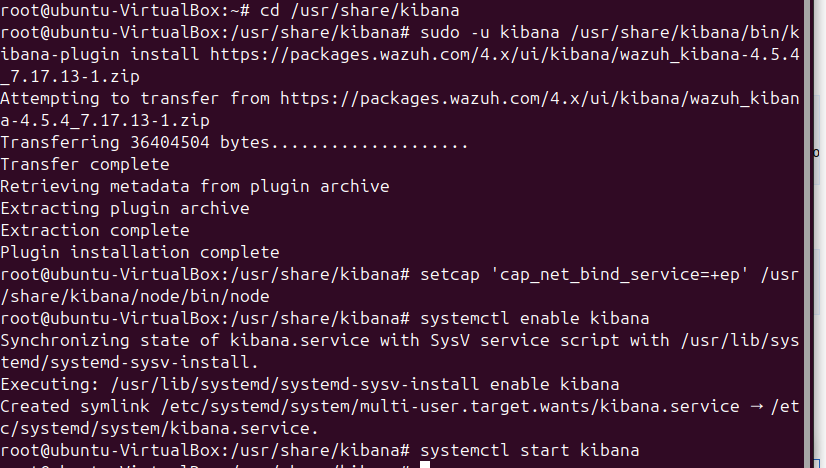 root@ubuntu-VirtualBox:~# cd /usr/share/kibana
root@ubuntu-VirtualBox:/usr/share/kibana# sudo -u kibana /usr/share/kibana/bin/k
ibana-plugin install https://packages.wazuh.com/4.x/ui/kibana/wazuh_kibana-4.5.4
_7.17.13-1.zip
Attempting to transfer from https://packages.wazuh.com/4.x/ui/kibana/wazuh_kiban
a-4.5.4_7.17.13-1.zip
Transferring 36404504 bytes....................
Transfer complete
Retrieving metadata from plugin archive
Extracting plugin archive
Extraction complete
Plugin installation complete
root@ubuntu-VirtualBox:/usr/share/kibana# setcap 'cap_net_bind_service=+ep' /usr
/share/kibana/node/bin/node
root@ubuntu-VirtualBox:/usr/share/kibana# systemctl enable kibana
Synchronizing state of kibana.service with SysV service script with /usr/lib/sys
temd/systemd-sysv-install.
Executing: /usr/lib/systemd/systemd-sysv-install enable kibana
Created symlink /etc/systemd/system/multi-user.target.wants/kibana.service → /et
c/systemd/system/kibana.service.
root@ubuntu-VirtualBox:/usr/share/kibana# systemctl start kibana